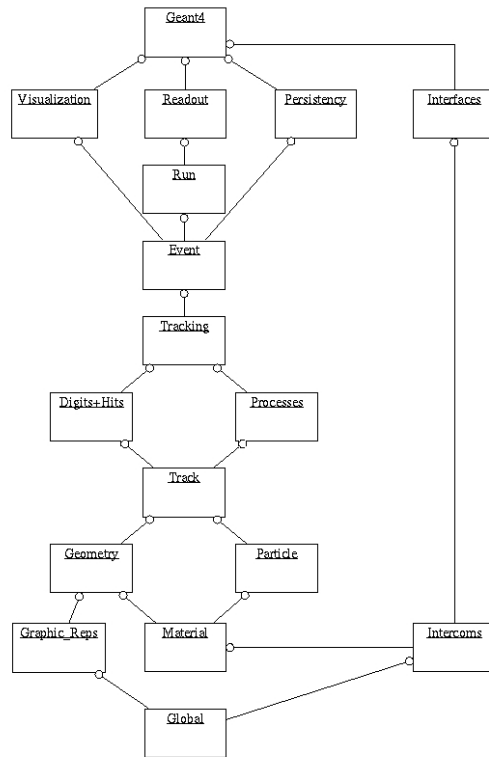 Geant4
Visualization
Readout
Persistency
Interfaces
Run
Event
Tracking
Digits+Hits
Processes
Track
Geometry
Particle
Graphic_Reps
Material
Intercoms
Global